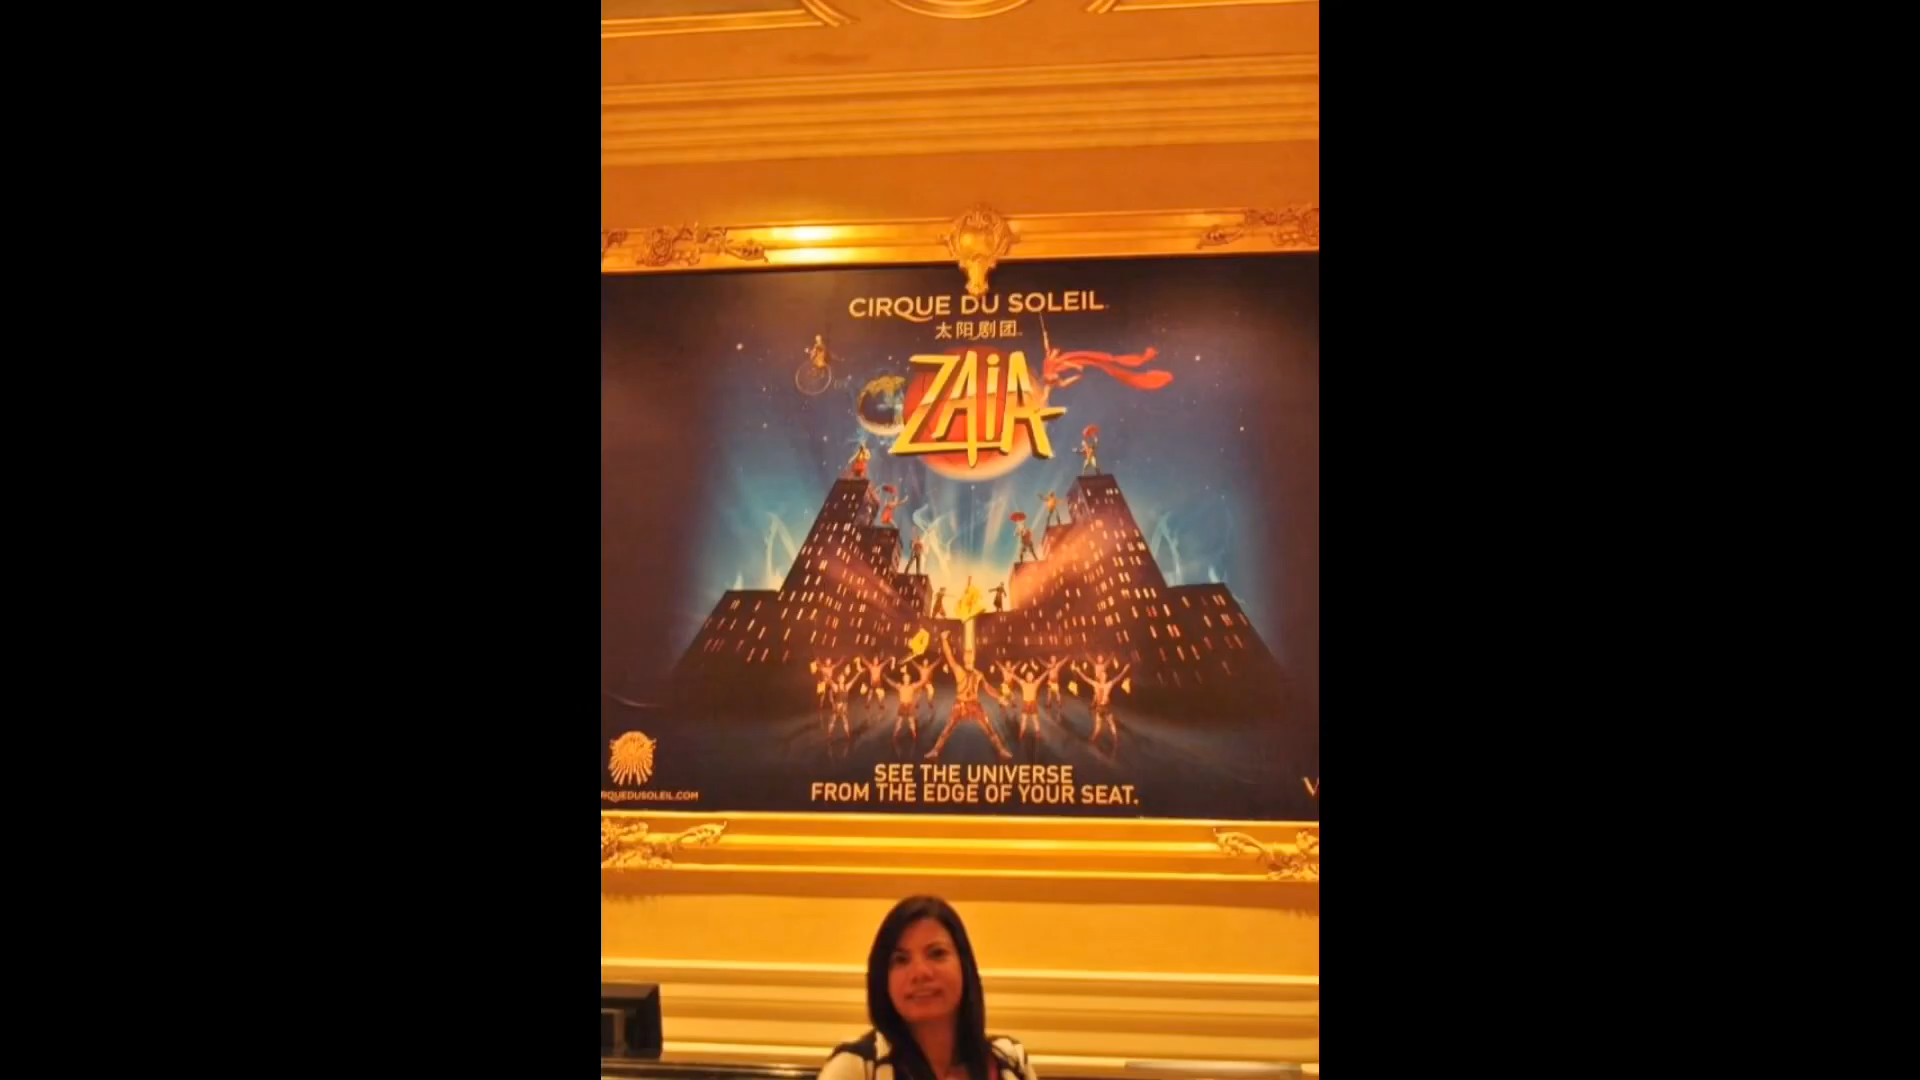 CIRQUE DU SOLEIL
太阳剧团
ZAiA
SEE THE UNIVERSE
FROM THE EDGE OF YOUR SEAT.
RQUEDUSOLEIL.COM